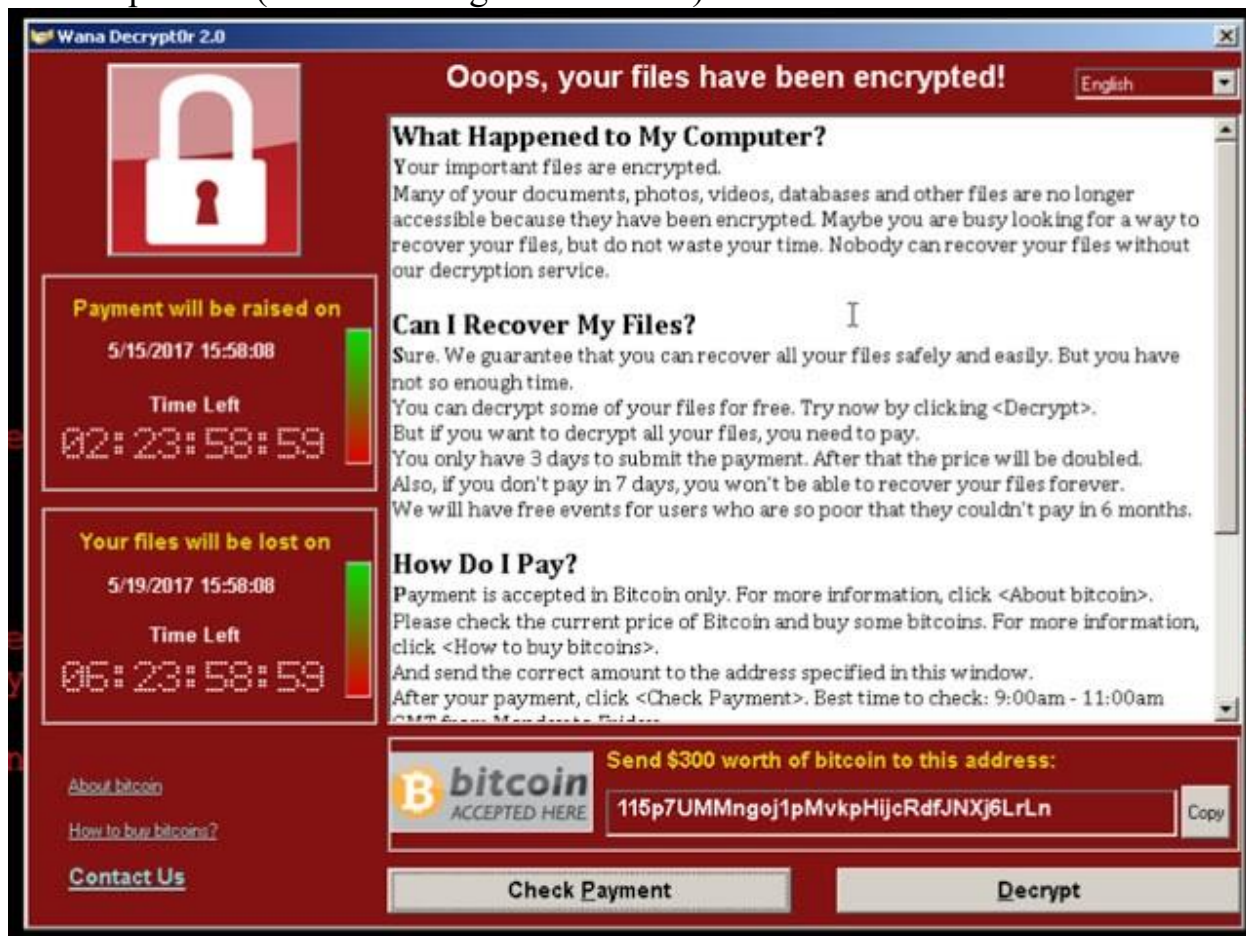 Wana Decrypt0r 2.0
Ooops, your files have been encrypted!
English
What Happened to My Computer?
Your important files are encrypted.
Many of your documents, photos, videos, databases and other files are no longer
accessible because they have been encrypted. Maybe you are busy looking for a way to
recover your files, but do not waste your time. Nobody can recover your files without
our decryption service.
Can I Recover My Files?
Sure. We guarantee that you can recover all your files safely and easily. But you have
not so enough time.
You can decrypt some of your files for free. Try now by clicking <Decrypt>.
But if you want to decrypt all your files, you need to pay.
You only have 3 days to submit the payment. After that the price will be doubled.
Also, if you don't pay in 7 days, you won't be able to recover your files forever.
We will have free events for users who are so poor that they couldn't pay in 6 months.
How Do I Pay?
Payment is accepted in Bitcoin only. For more information, click <About bitcoin>.
Please check the current price of Bitcoin and buy some bitcoins. For more information,
click <How to buy bitcoins>.
And send the correct amount to the address specified in this window.
After your payment, click <Check Payment>. Best time to check: 9:00am - 11:00am
GMT from Monday to Friday
Payment will be raised on
5/15/2017 15:58:08
Time Left
02:23:58:59
Your files will be lost on
5/19/2017 15:58:08
Time Left
06:23:58:59
About bitcoin
How to buy bitcoins?
Contact Us
bitcoin
ACCEPTED HERE
Send $300 worth of bitcoin to this address:
115p7UMMngoj1pMvkpHijcRdfJNXj6LrLn
Copy
Check Payment
Decrypt